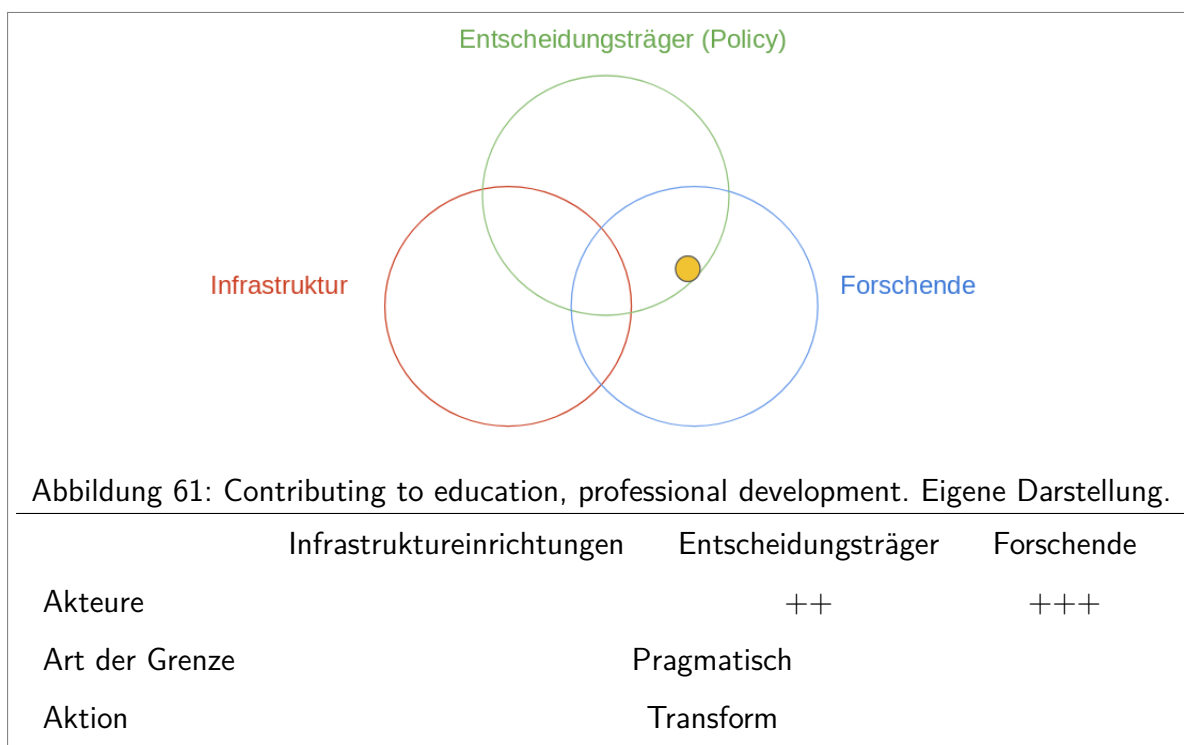 Entscheidungsträger (Policy)
Infrastruktur
Forschende
Abbildung 61: Contributing to education, professional development. Eigene Darstellung.
Infrastruktureinrichtungen Entscheidungsträger Forschende
Akteure ++ +++
Art der Grenze Pragmatisch
Aktion Transform